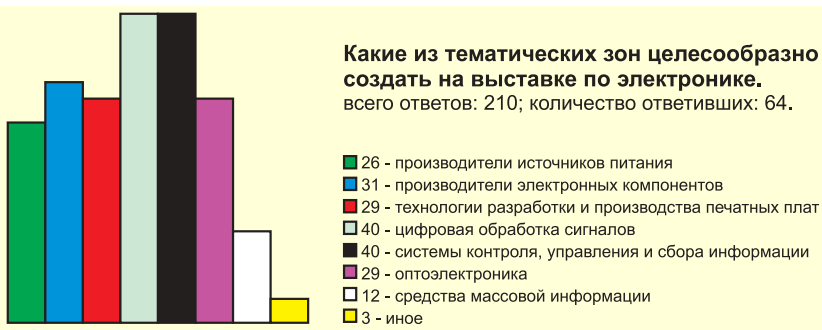 Какие из тематических зон целесообразно
создать на выставке по электронике.
всего ответов: 210; количество ответивших: 64.
26 - производители источников питания
31 - производители электронных компонентов
29 - технологии разработки и производства печатных плат
40 - цифровая обработка сигналов
40 - системы контроля, управления и сбора информации
29 - оптоэлектроника
12 - средства массовой информации
3 - иное